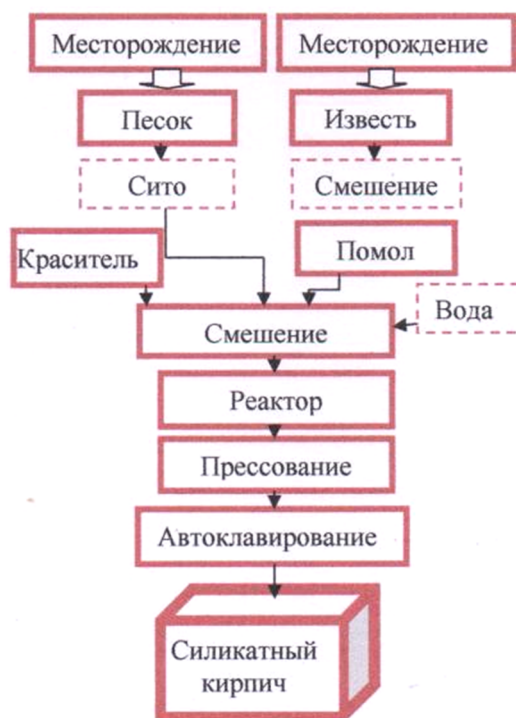 Месторождение
Месторождение
Песок
Известь
Сито
Смешение
Краситель
Помол
Вода
Смешение
Реактор
Прессование
Автоклавирование
Силикатный
кирпич